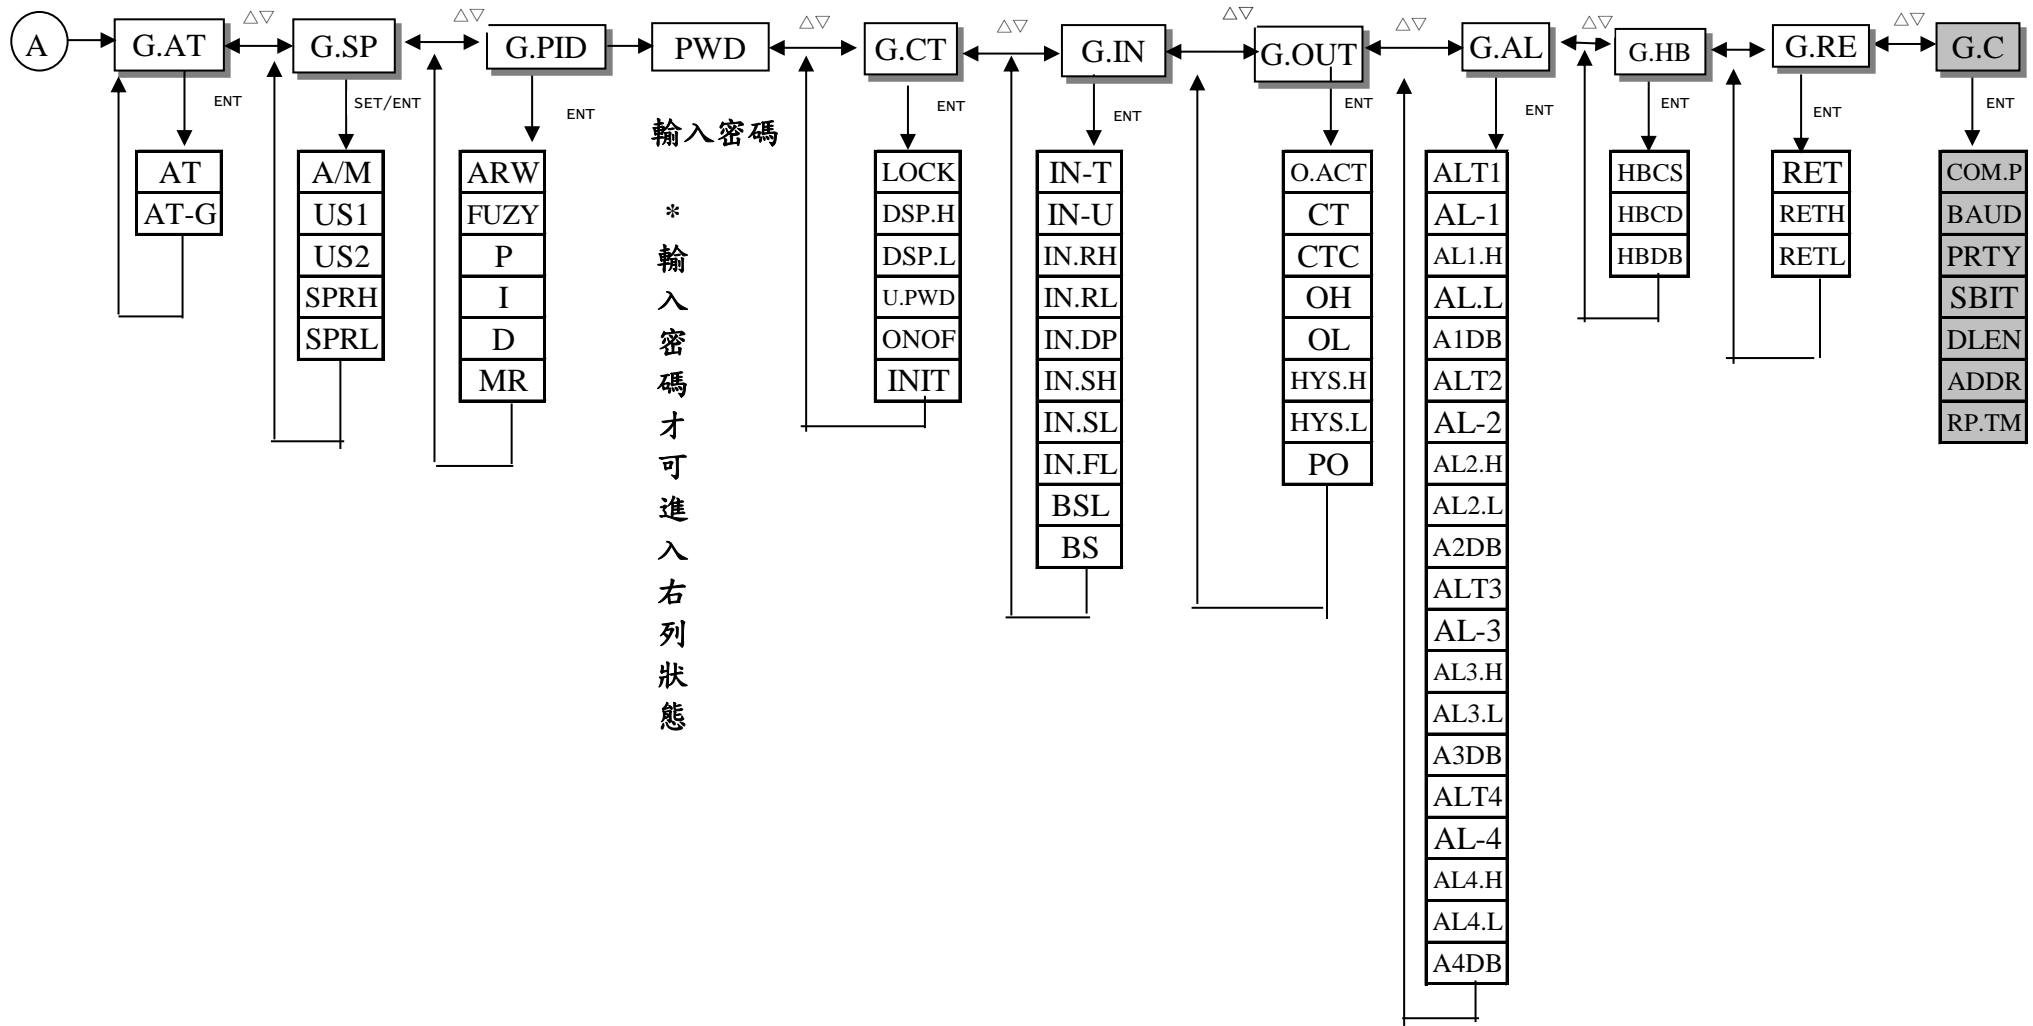 A
G.AT
△▽
G.SP
△▽
G.PID
PWD
△▽
G.CT
△▽
G.IN
△▽
G.OUT
△▽
G.AL
△▽
G.HB
G.RE
△▽
G.C
ENT
AT
AT-G
SET/ENT
A/M
US1
US2
SPRH
SPRL
ENT
ARW
FUZY
P
I
D
MR
輸入密碼
*
輸
入
密
碼
才
可
進
入
右
列
狀
態
ENT
LOCK
DSP.H
DSP.L
U.PWD
ONOF
INIT
ENT
IN-T
IN-U
IN.RH
IN.RL
IN.DP
IN.SH
IN.SL
IN.FL
BSL
BS
ENT
O.ACT
CT
CTC
OH
OL
HYS.H
HYS.L
PO
ENT
ALT1
AL-1
AL1.H
AL.L
A1DB
ALT2
AL-2
AL2.H
AL2.L
A2DB
ALT3
AL-3
AL3.H
AL3.L
A3DB
ALT4
AL-4
AL4.H
AL4.L
A4DB
ENT
HBCS
HBCD
HBDB
ENT
RET
RETH
RETL
ENT
COM.P
BAUD
PRTY
SBIT
DLEN
ADDR
RP.TM